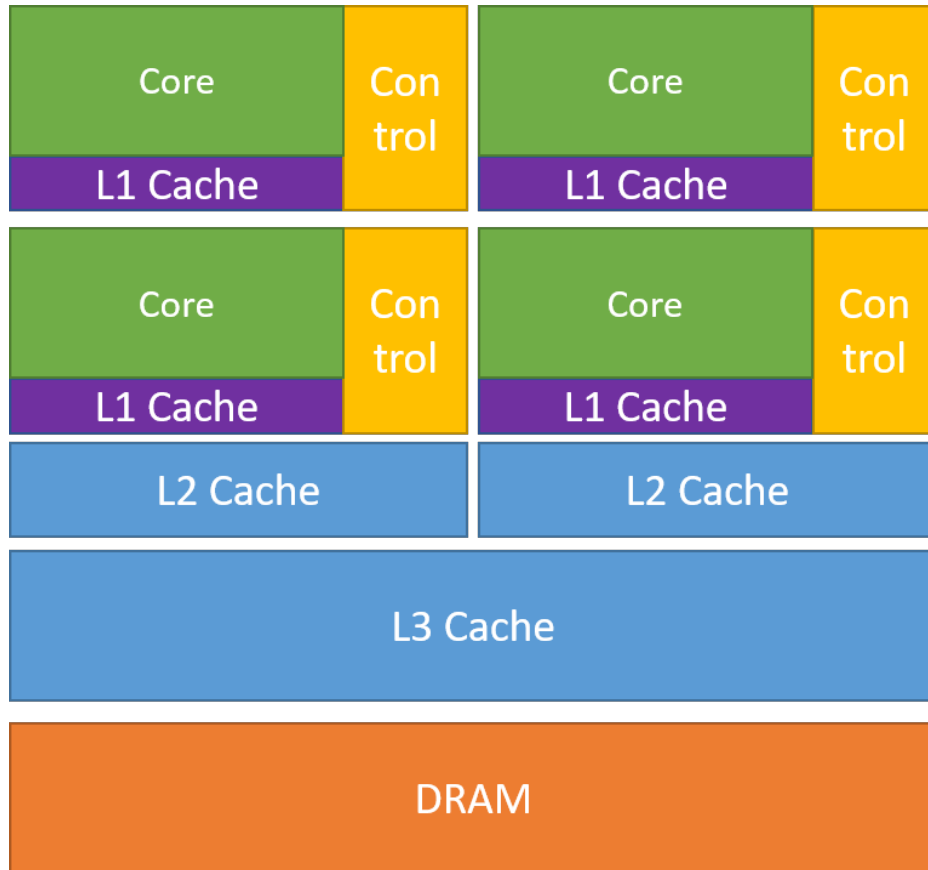 Core
Con
trol
L1 Cache
Core
Con
trol
L1 Cache
Core
Con
trol
L1 Cache
Core
Con
trol
L1 Cache
L2 Cache
L2 Cache
L3 Cache
DRAM